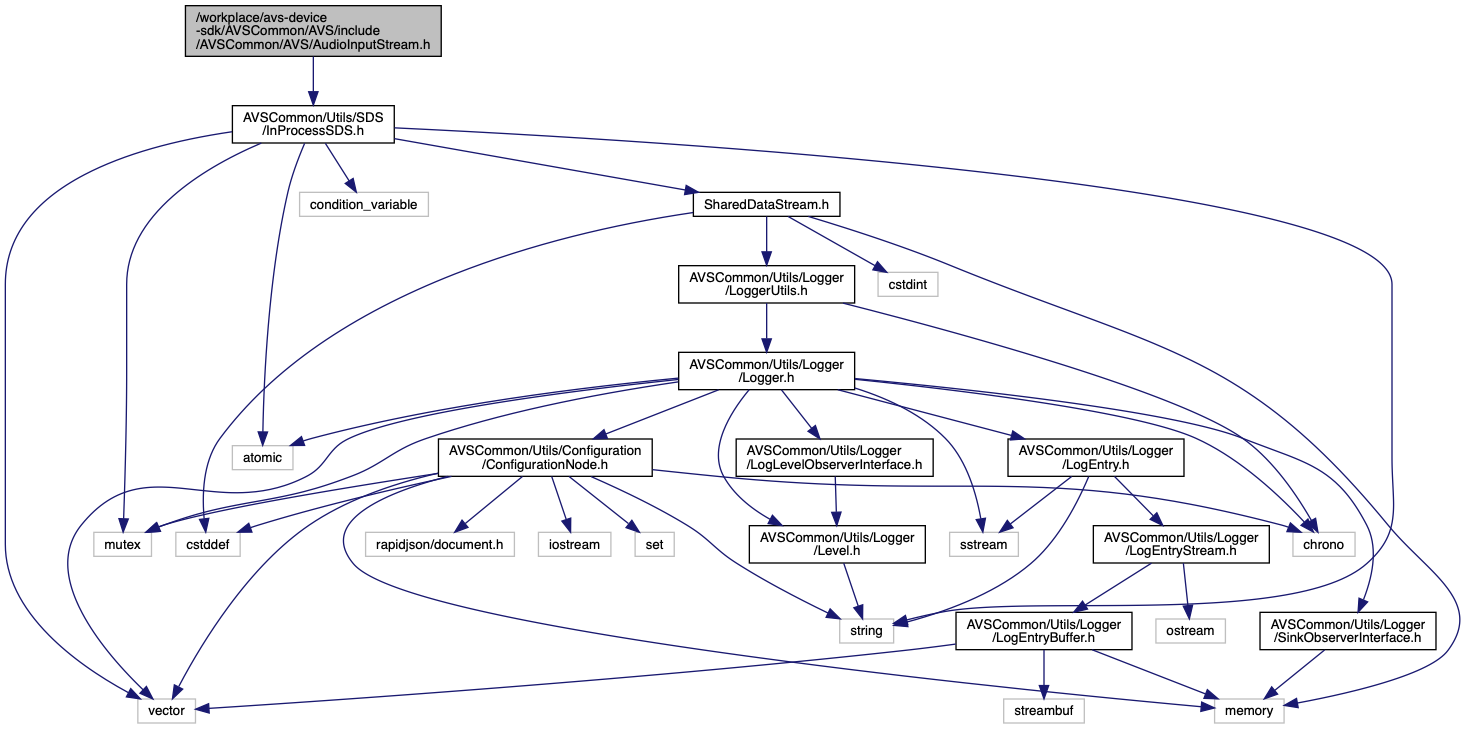 /workplace/avs-device
-sdk/AVSCommon/AVS/include
/AVSCommon/AVS/AudioInputStream.h
AVSCommon/Utils/SDS
/InProcessSDS.h
condition_variable
SharedDataStream.h
AVSCommon/Utils/Logger
/LoggerUtils.h
cstdint
AVSCommon/Utils/Logger
/Logger.h
atomic
AVSCommon/Utils/Configuration
/ConfigurationNode.h
AVSCommon/Utils/Logger
/LogLevelObserverInterface.h
AVSCommon/Utils/Logger
/LogEntry.h
mutex
cstddef
rapidjson/document.h
iostream
set
AVSCommon/Utils/Logger
/Level.h
sstream
AVSCommon/Utils/Logger
/LogEntryStream.h
chrono
string
AVSCommon/Utils/Logger
/LogEntryBuffer.h
ostream
AVSCommon/Utils/Logger
/SinkObserverInterface.h
vector
streambuf
memory